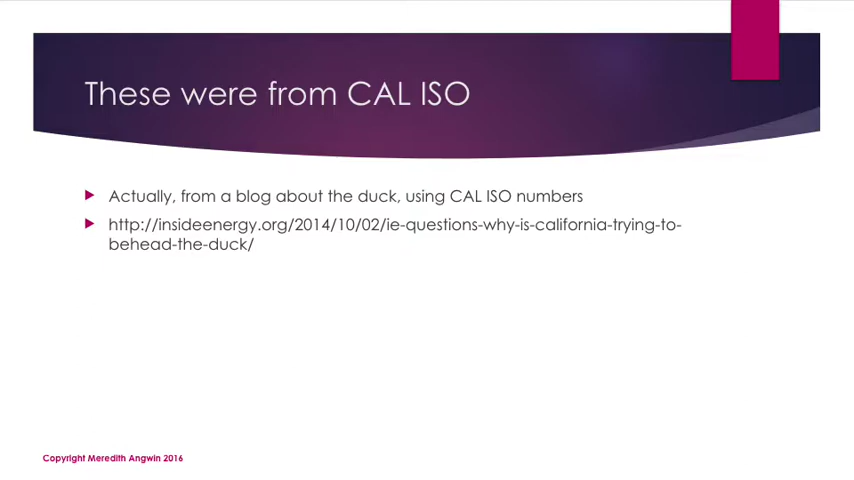 These were from CAL ISO
Actually, from a blog about the duck, using CAL ISO numbers
http://insideenergy.org/2014/10/02/ie-questions-why-is-california-trying-to-
behead-the-duck/
Copyright Meredith Angwin 2016